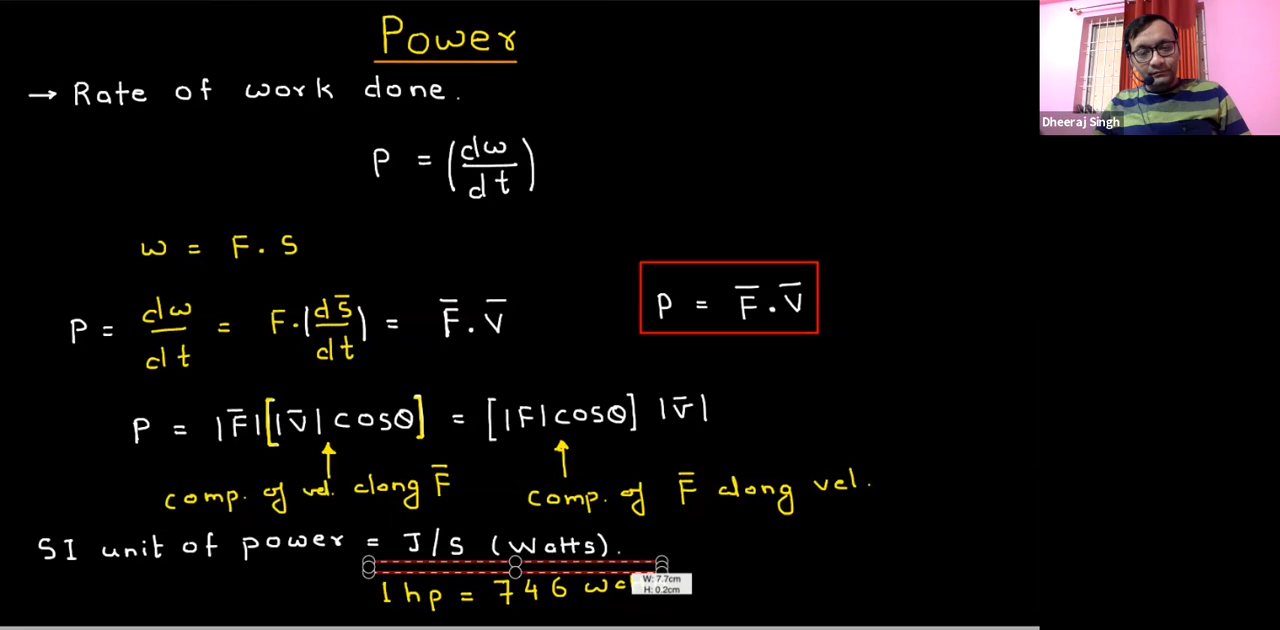 Power
Dheeraj Singh
→ Rate of work done.
P = (dω/dt)
ω = F . S
P = dω/dt = F·(ds̄/dt) = F̄ . V̄
P = F̄ . V̄
P = |F̄|[|V̄| cosθ] = [|F| cosθ] |v̄|
comp. of vel. along F̄
comp. of F̄ along vel.
SI unit of power = J/S (Watts).
1 hp = 746
W: 7.7cm
H: 0.2cm